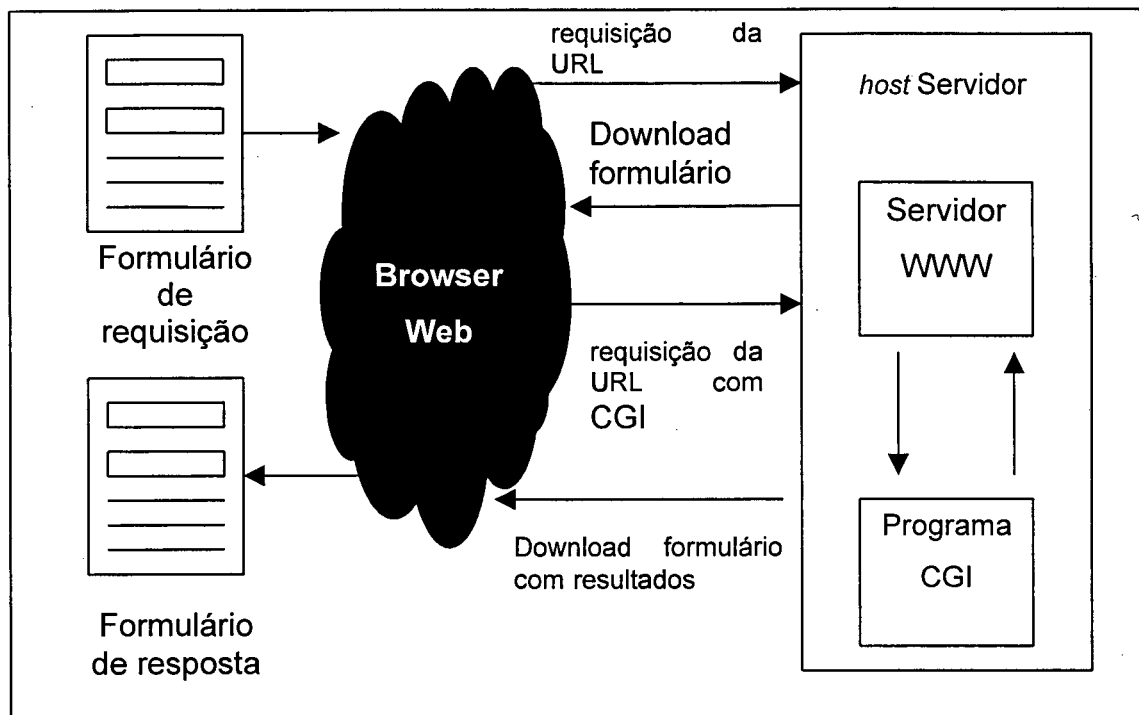 requisição da
URL
host Servidor
Download
formulário
Servidor
WWW
Formulário
de
requisição
Browser
Web
requisição da
URL com
CGI
Download formulário
com resultados
Programa
CGI
Formulário
de resposta